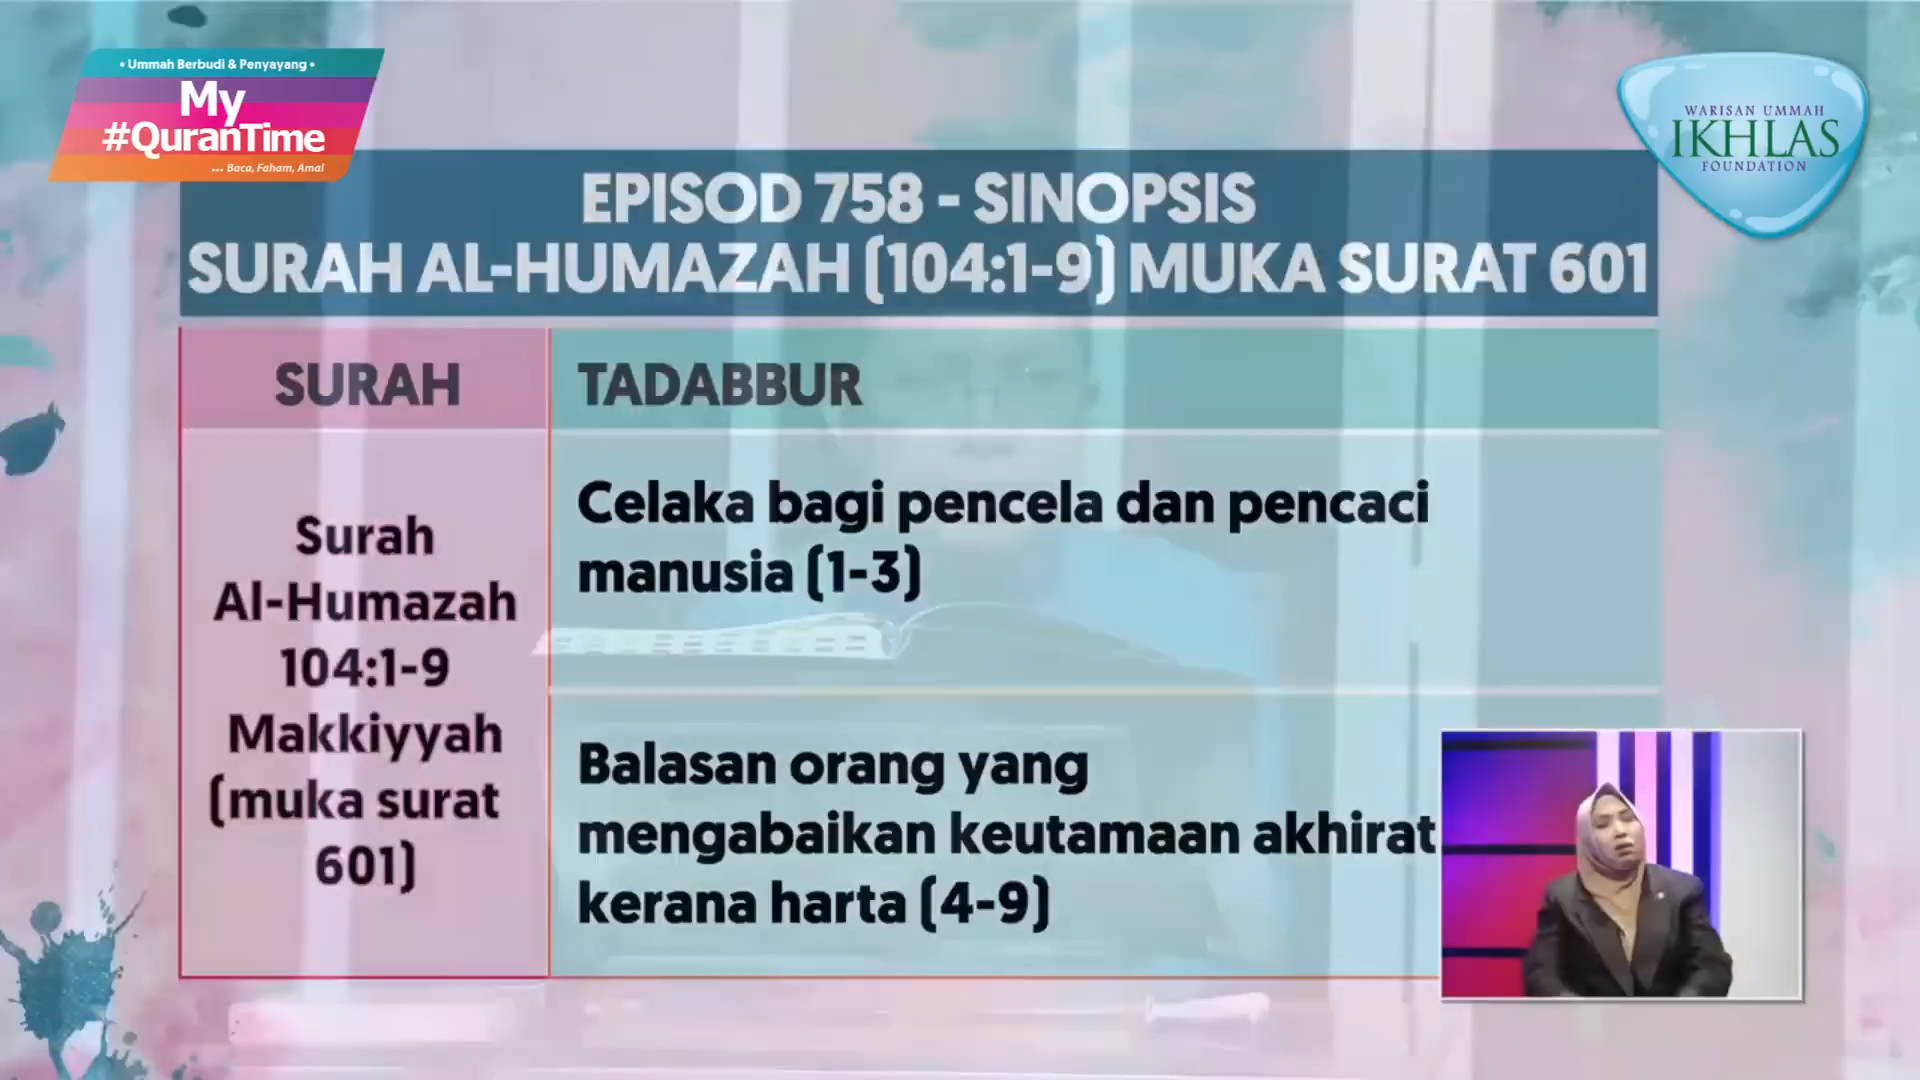 • Ummah Berbudi & Penyayang •
My
#QuranTime
... Baca, Faham, Amal
WARISAN UMMAH
IKHLAS
FOUNDATION
EPISOD 758 - SINOPSIS
SURAH AL-HUMAZAH (104:1-9) MUKA SURAT 601
SURAH
TADABBUR
Surah
Al-Humazah
104:1-9
Makkiyyah
(muka surat
601)
Celaka bagi pencela dan pencaci
manusia (1-3)
Balasan orang yang
mengabaikan keutamaan akhirat
kerana harta (4-9)